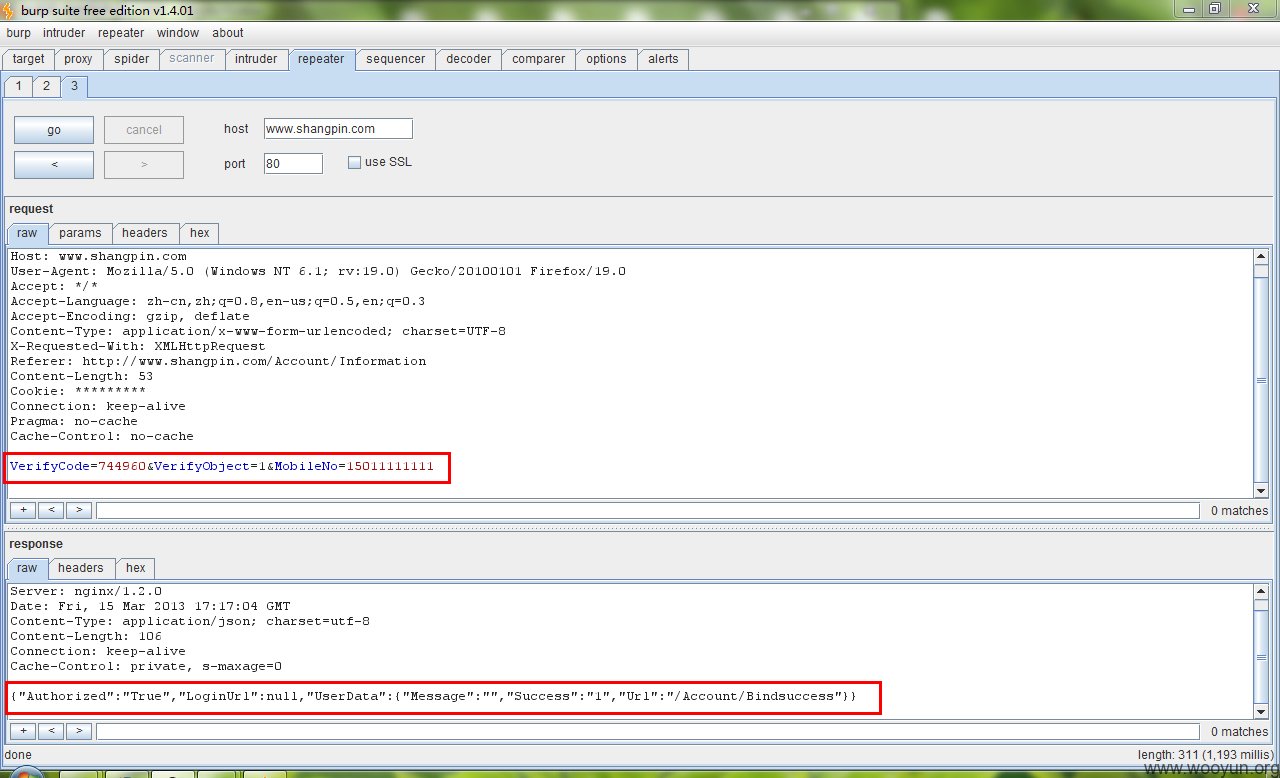 burp suite free edition v1.4.01
burp intruder repeater window about
target proxy spider scanner intruder repeater sequencer decoder comparer options alerts
1 2 3
go cancel host www.shangpin.com
< > port 80 use SSL
request
raw params headers hex
Host: www.shangpin.com
User-Agent: Mozilla/5.0 (Windows NT 6.1; rv:19.0) Gecko/20100101 Firefox/19.0
Accept: */*
Accept-Language: zh-cn,zh;q=0.8,en-us;q=0.5,en;q=0.3
Accept-Encoding: gzip, deflate
Content-Type: application/x-www-form-urlencoded; charset=UTF-8
X-Requested-With: XMLHttpRequest
Referer: http://www.shangpin.com/Account/Information
Content-Length: 53
Cookie: *********
Connection: keep-alive
Pragma: no-cache
Cache-Control: no-cache
VerifyCode=744960&VerifyObject=1&MobileNo=15011111111
+ < > 0 matches
response
raw headers hex
Server: nginx/1.2.0
Date: Fri, 15 Mar 2013 17:17:04 GMT
Content-Type: application/json; charset=utf-8
Content-Length: 106
Connection: keep-alive
Cache-Control: private, s-maxage=0
{"Authorized":"True","LoginUrl":null,"UserData":{"Message":"","Success":"1","Url":"/Account/Bindsuccess"}}
+ < > 0 matches
done length: 311 (1,193 millis)
www.wooyun.org